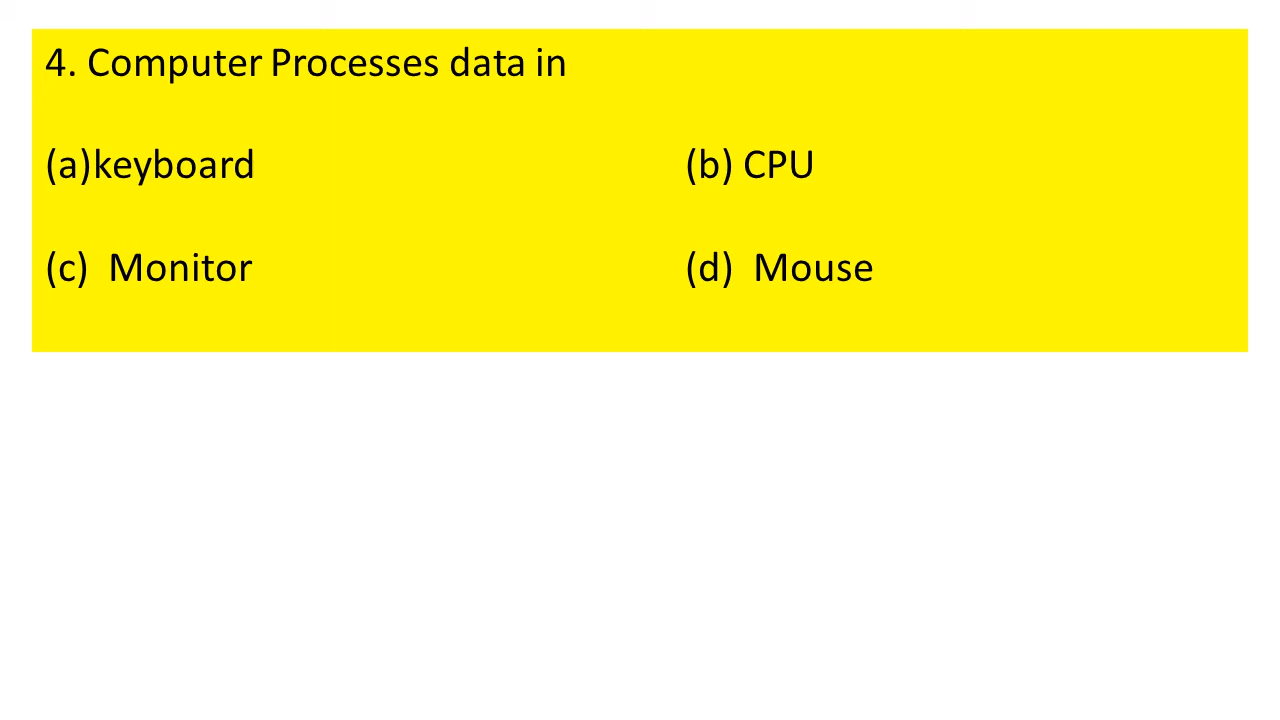 4. Computer Processes data in
(a)keyboard (b) CPU
(c) Monitor (d) Mouse